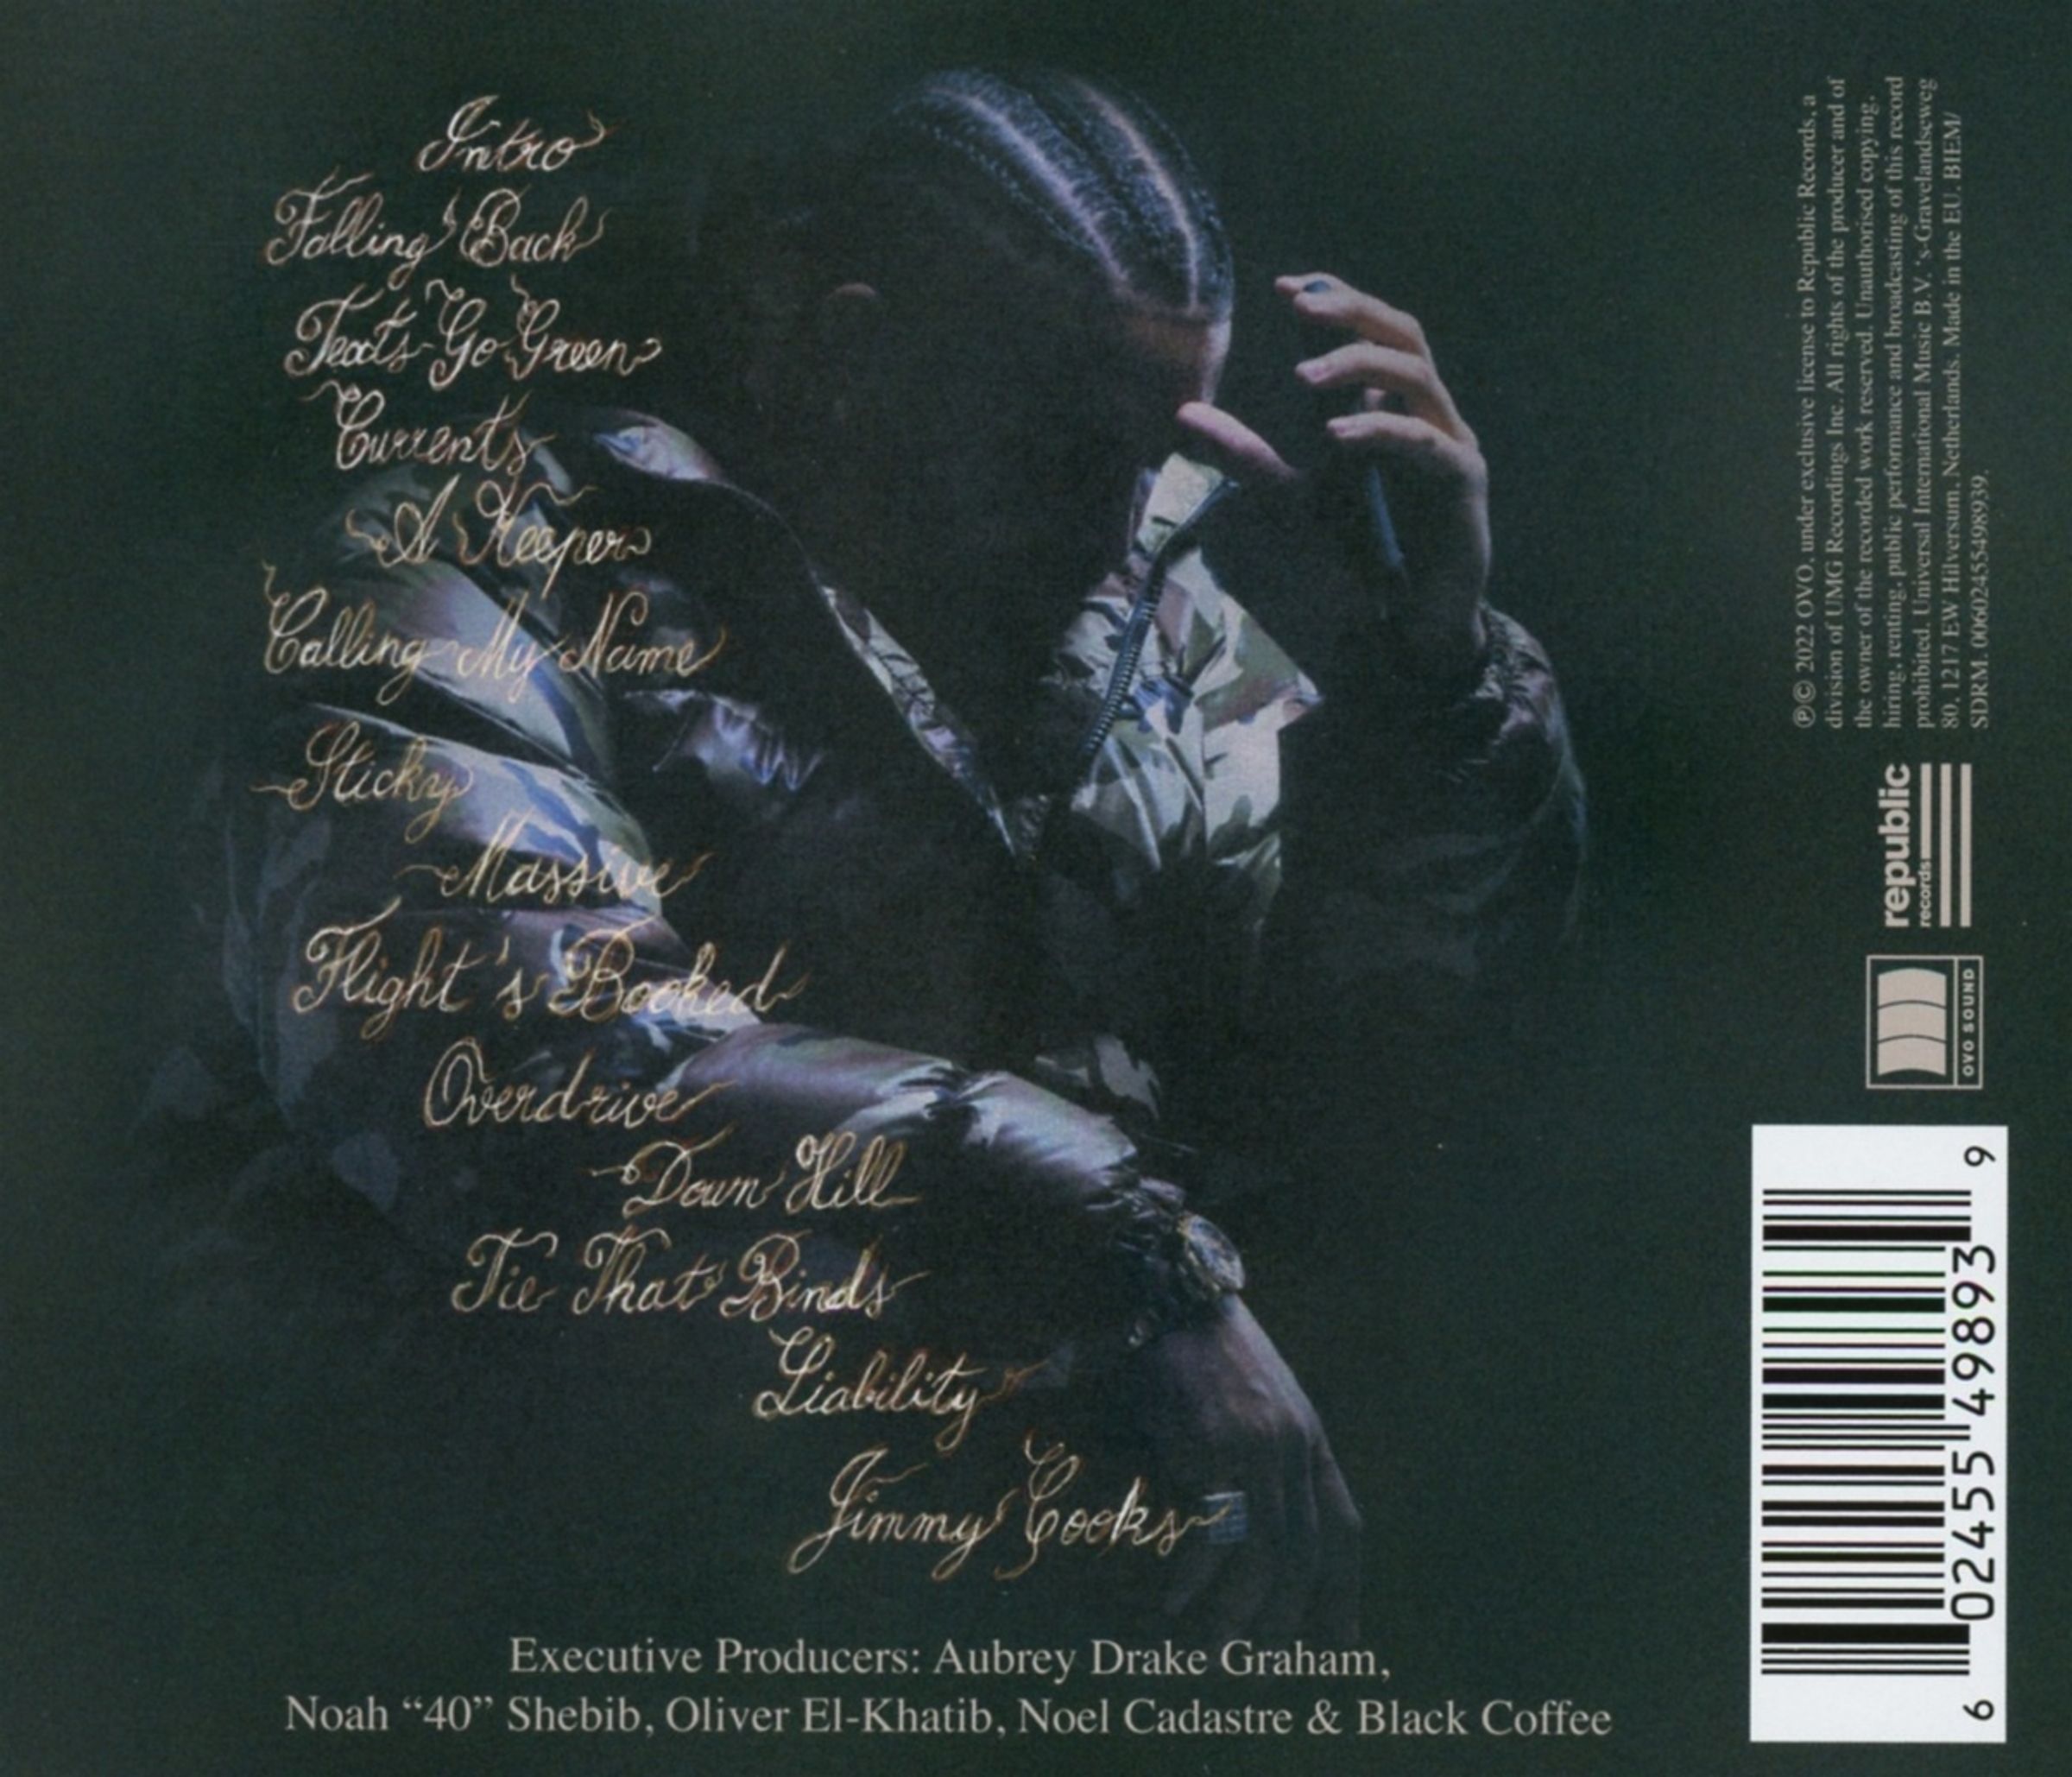 Intro
Falling Back
Texts Go Green
Currents
A Keeper
Calling My Name
Sticky
Massive
Flight's Booked
Overdrive
Down Hill
Tie That Binds
Liability
Jimmy Cooks
Executive Producers: Aubrey Drake Graham,
Noah “40” Shebib, Oliver El-Khatib, Noel Cadastre & Black Coffee
℗© 2022 OVO, under exclusive license to Republic Records, a
division of UMG Recordings Inc. All rights of the producer and of
the owner of the recorded work reserved. Unauthorised copying,
hiring, renting, public performance and broadcasting of this record
prohibited. Universal International Music B.V. 's-Gravelandseweg
80, 1217 EW Hilversum, Netherlands. Made in the EU. BIEM/
SDRM. 00602455498939.
republic
records
OVO SOUND
6 02455 49893 9